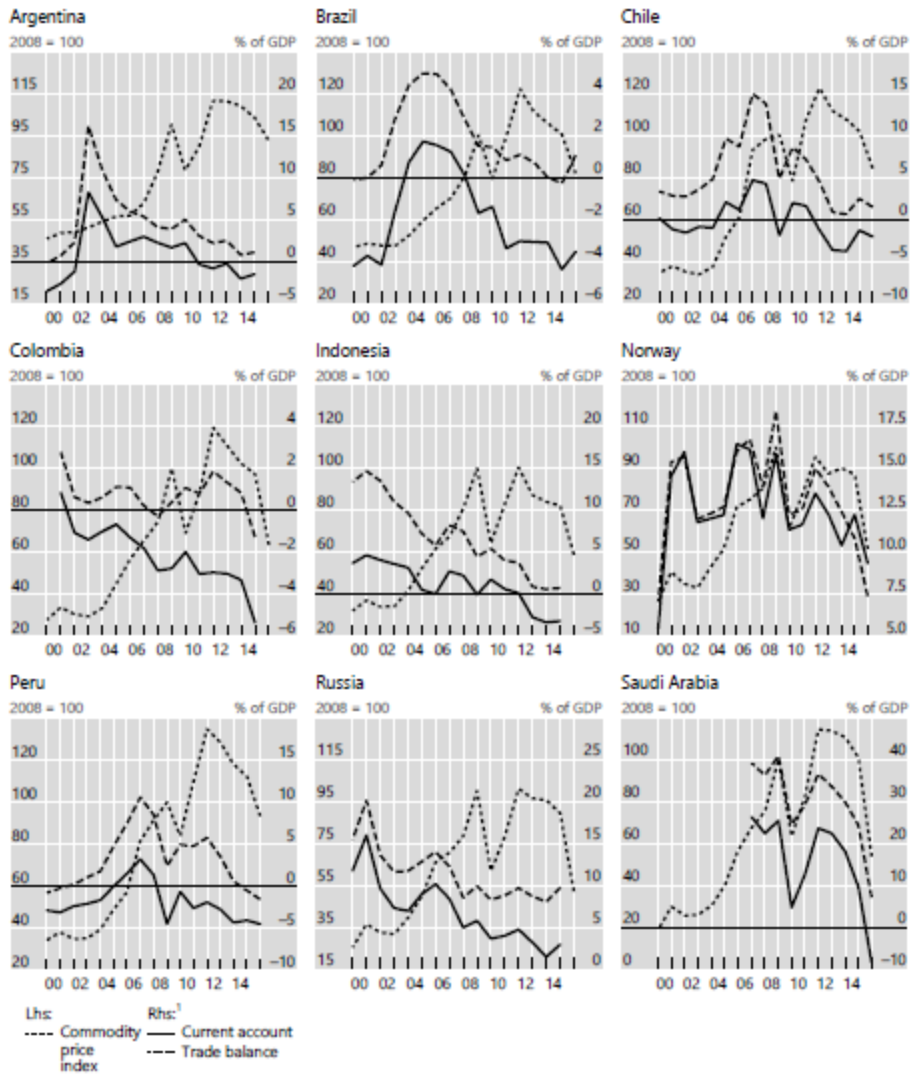 Argentina
2008 = 100 % of GDP
115 20
95 15
75 10
55 5
35 0
15 –5
00 02 04 06 08 10 12 14
Brazil
2008 = 100 % of GDP
120 4
100 2
80 0
60 –2
40 –4
20 –6
00 02 04 06 08 10 12 14
Chile
2008 = 100 % of GDP
120 15
100 10
80 5
60 0
40 –5
20 –10
00 02 04 06 08 10 12 14
Colombia
2008 = 100 % of GDP
120 4
100 2
80 0
60 –2
40 –4
20 –6
00 02 04 06 08 10 12 14
Indonesia
2008 = 100 % of GDP
120 20
100 15
80 10
60 5
40 0
20 –5
00 02 04 06 08 10 12 14
Norway
2008 = 100 % of GDP
110 17.5
90 15.0
70 12.5
50 10.0
30 7.5
10 5.0
00 02 04 06 08 10 12 14
Peru
2008 = 100 % of GDP
120 15
100 10
80 5
60 0
40 –5
20 –10
00 02 04 06 08 10 12 14
Russia
2008 = 100 % of GDP
115 25
95 20
75 15
55 10
35 5
15 0
00 02 04 06 08 10 12 14
Saudi Arabia
2008 = 100 % of GDP
100 40
80 30
60 20
40 10
20 0
0 –10
00 02 04 06 08 10 12 14
Lhs: Rhs:1
Commodity Current account
price Trade balance
index